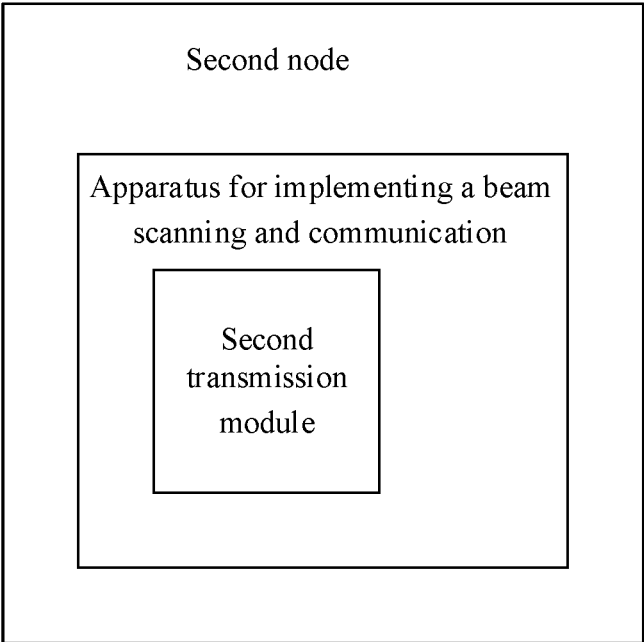 Second node
Apparatus for implementing a beam
scanning and communication
Second
transmission
module